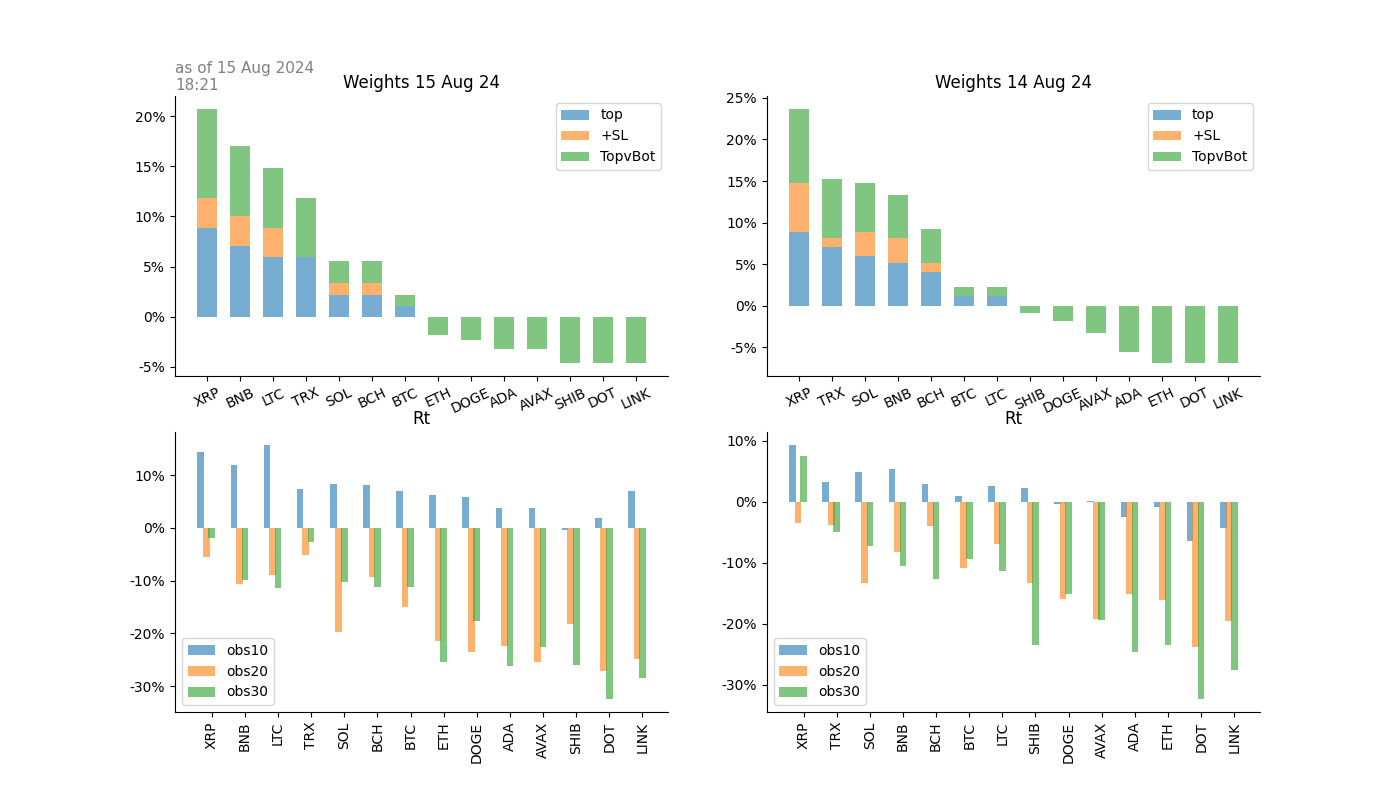 as of 15 Aug 2024
18:21
Weights 15 Aug 24
20%
15%
10%
5%
0%
-5%
top
+SL
TopvBot
XRP BNB LTC TRX SOL BCH BTC ETH DOGE ADA AVAX SHIB DOT LINK
Weights 14 Aug 24
25%
20%
15%
10%
5%
0%
-5%
top
+SL
TopvBot
XRP TRX SOL BNB BCH BTC LTC SHIB DOGE AVAX ADA ETH DOT LINK
Rt
10%
0%
-10%
-20%
-30%
obs10
obs20
obs30
XRP BNB LTC TRX SOL BCH BTC ETH DOGE ADA AVAX SHIB DOT LINK
Rt
10%
0%
-10%
-20%
-30%
obs10
obs20
obs30
XRP TRX SOL BNB BCH BTC LTC SHIB DOGE AVAX ADA ETH DOT LINK